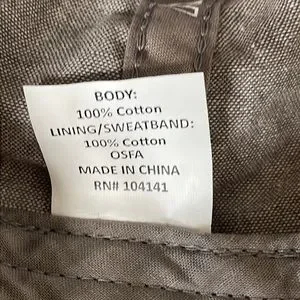 BODY:
100% Cotton
LINING/SWEATBAND:
100% Cotton
OSFA
MADE IN CHINA
RN# 104141